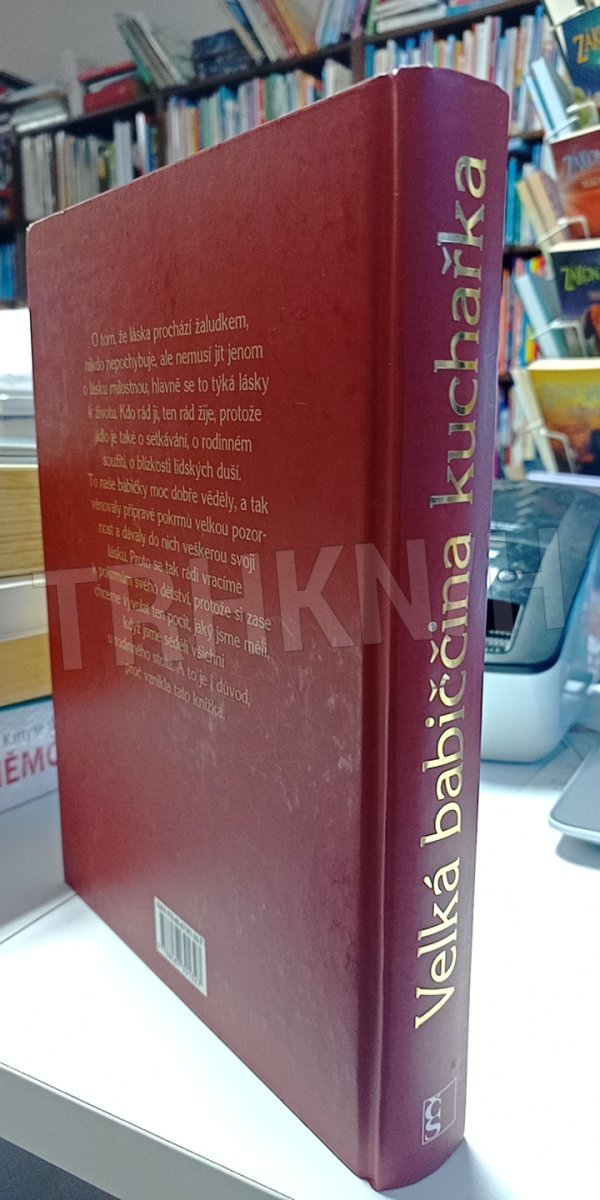 O tom, že láska prochází žaludkem,
nikdo nepochybuje, ale nemusí jít jenom
o lásku milostnou, hlavně se to týká lásky
k životu. Kdo rád jí, ten rád žije, protože
jídlo je také o setkávání, o rodinném
soužití, o blízkosti lidských duší.
To naše babičky moc dobře věděly, a tak
věnovaly přípravě pokrmů velkou pozor-
nost a dávaly do nich veškerou svoji
lásku. Proto se tak rádi vracíme
k pokrmům svého dětství, protože si zase
chceme vyvolat ten pocit, jaký jsme měli,
když jsme seděli všichni
u rodinného stolu. A to je i důvod,
proč vznikla tato knížka.
Velká babiččina kuchařka
TRHKNIH